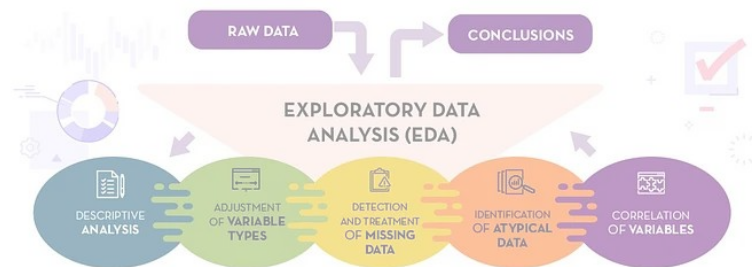 RAW DATA
CONCLUSIONS
EXPLORATORY DATA
ANALYSIS (EDA)
DESCRIPTIVE
ANALYSIS
ADJUSTMENT
OF VARIABLE
TYPES
DETECTION
AND TREATMENT
OF MISSING
DATA
IDENTIFICATION
OF ATYPICAL
DATA
CORRELATION
OF VARIABLES